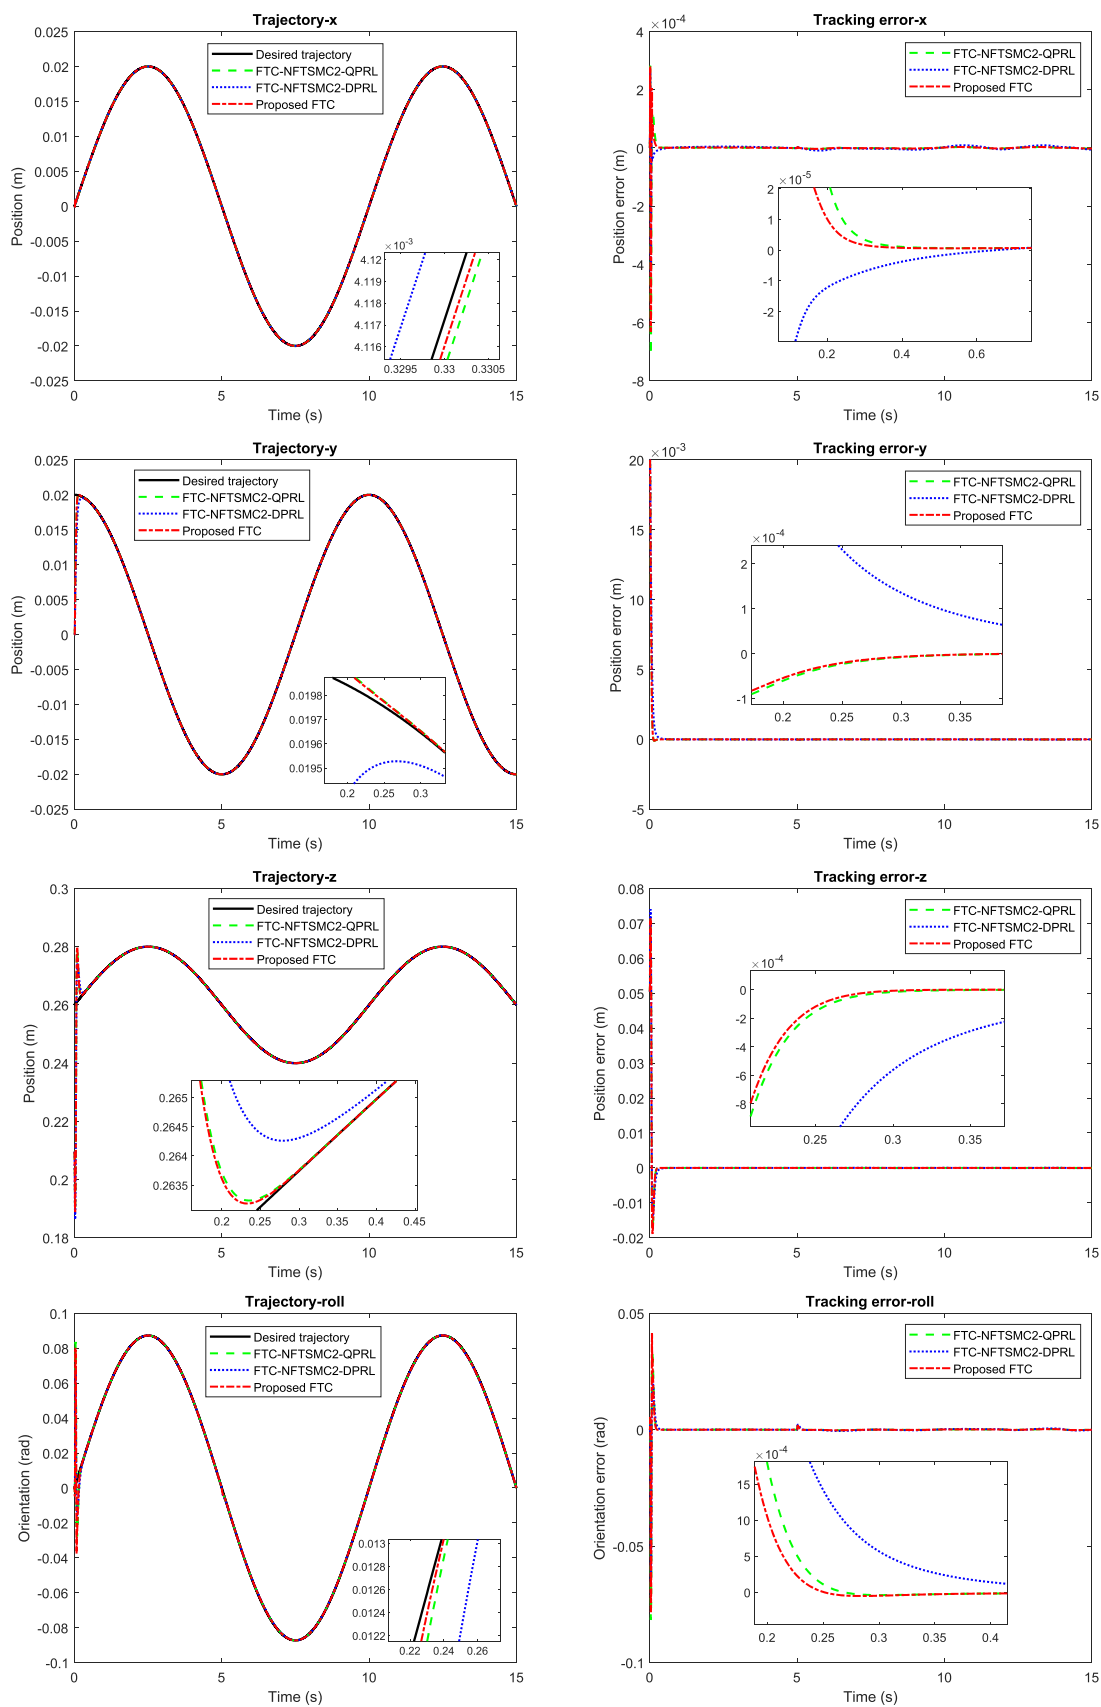 Trajectory-x
0.025
0.02
0.015
0.01
0.005
0
-0.005
-0.01
-0.015
-0.02
-0.025
Position (m)
Desired trajectory
FTC-NFTSMC2-QPRL
FTC-NFTSMC2-DPRL
Proposed FTC
×10-3
4.12
4.119
4.118
4.117
4.116
0.3295 0.33 0.3305
0 5 10 15
Time (s)
Tracking error-x
×10-4
4
2
0
-2
-4
-6
-8
Position error (m)
FTC-NFTSMC2-QPRL
FTC-NFTSMC2-DPRL
Proposed FTC
×10-5
2
1
0
-1
-2
0.2 0.4 0.6
0 5 10 15
Time (s)
Trajectory-y
0.025
0.02
0.015
0.01
0.005
0
-0.005
-0.01
-0.015
-0.02
-0.025
Position (m)
Desired trajectory
FTC-NFTSMC2-QPRL
FTC-NFTSMC2-DPRL
Proposed FTC
0.0198
0.0197
0.0196
0.0195
0.2 0.25 0.3
0 5 10 15
Time (s)
Tracking error-y
×10-3
20
15
10
5
0
-5
Position error (m)
FTC-NFTSMC2-QPRL
FTC-NFTSMC2-DPRL
Proposed FTC
×10-4
2
1
0
-1
0.2 0.25 0.3 0.35
0 5 10 15
Time (s)
Trajectory-z
0.3
0.28
0.26
0.24
0.22
0.2
0.18
Position (m)
Desired trajectory
FTC-NFTSMC2-QPRL
FTC-NFTSMC2-DPRL
Proposed FTC
0.265
0.2645
0.264
0.2635
0.2 0.25 0.3 0.35 0.4 0.45
0 5 10 15
Time (s)
Tracking error-z
0.08
0.07
0.06
0.05
0.04
0.03
0.02
0.01
0
-0.01
-0.02
Position error (m)
FTC-NFTSMC2-QPRL
FTC-NFTSMC2-DPRL
Proposed FTC
×10-4
0
-2
-4
-6
-8
0.25 0.3 0.35
0 5 10 15
Time (s)
Trajectory-roll
0.1
0.08
0.06
0.04
0.02
0
-0.02
-0.04
-0.06
-0.08
-0.1
Orientation (rad)
Desired trajectory
FTC-NFTSMC2-QPRL
FTC-NFTSMC2-DPRL
Proposed FTC
0.013
0.0128
0.0126
0.0124
0.0122
0.22 0.24 0.26
0 5 10 15
Time (s)
Tracking error-roll
0.05
0
-0.05
-0.1
Orientation error (rad)
FTC-NFTSMC2-QPRL
FTC-NFTSMC2-DPRL
Proposed FTC
×10-4
15
10
5
0
0.2 0.25 0.3 0.35 0.4
0 5 10 15
Time (s)